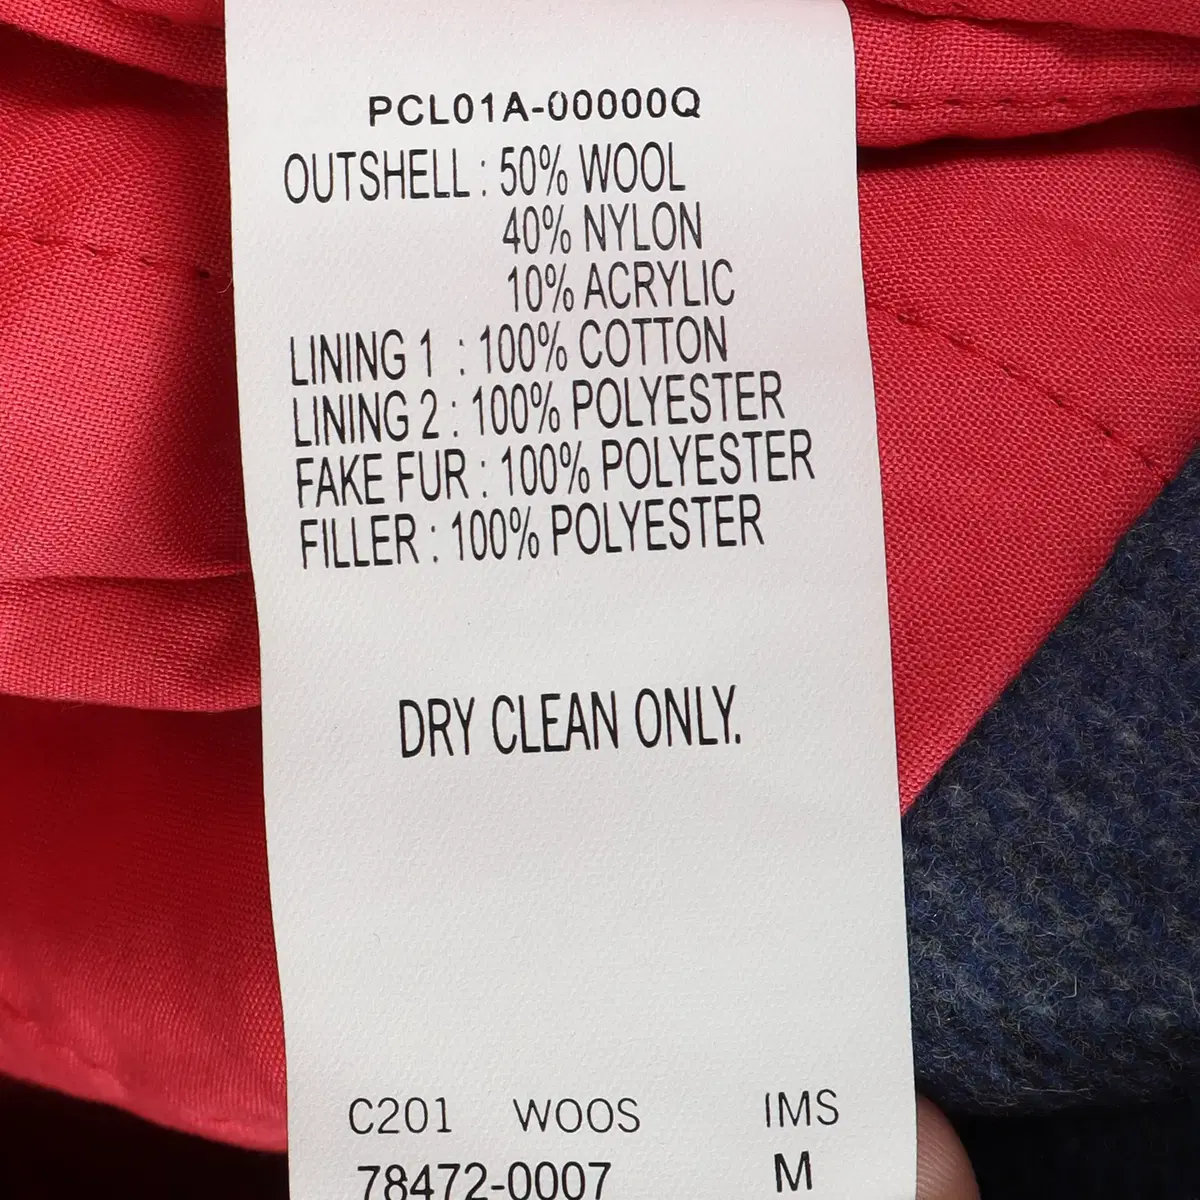 PCL01A-00000Q
OUTSHELL : 50% WOOL
40% NYLON
10% ACRYLIC
LINING 1 : 100% COTTON
LINING 2 : 100% POLYESTER
FAKE FUR : 100% POLYESTER
FILLER : 100% POLYESTER
DRY CLEAN ONLY.
C201 WOOS IMS
78472-0007 M